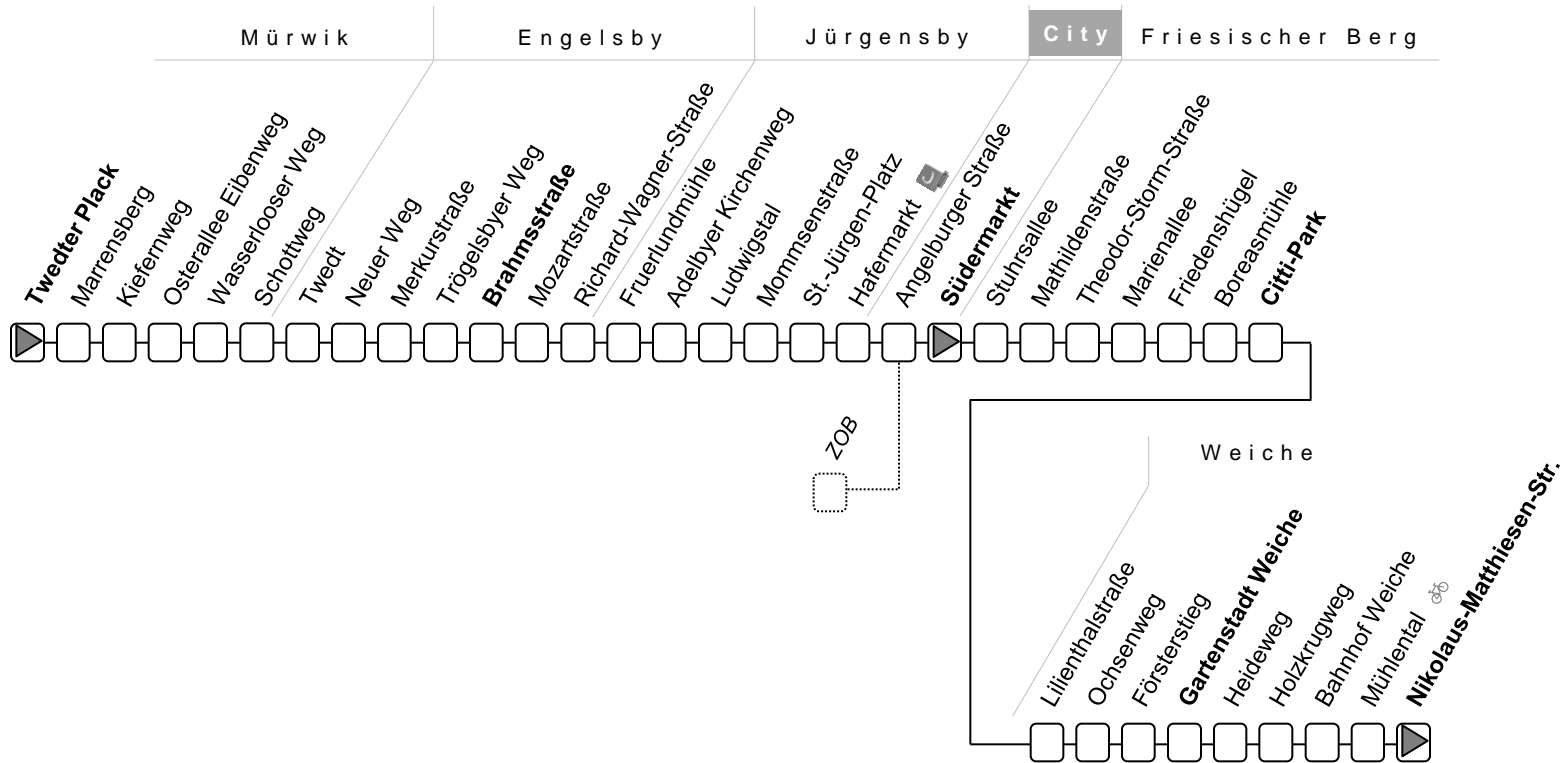 Mürwik
Engelsby
Jürgensby
City
Friesischer Berg
Twedter Plack
Marrensberg
Kiefernweg
Osterallee Eibenweg
Wasserlooser Weg
Schottweg
Twedt
Neuer Weg
Merkurstraße
Trögelsbyer Weg
Brahmsstraße
Mozartstraße
Richard-Wagner-Straße
Fruerlundmühle
Adelbyer Kirchenweg
Ludwigstal
Mommsenstraße
St.-Jürgen-Platz
Hafermarkt
Angelburger Straße
Südermarkt
Stuhrsallee
Mathildenstraße
Theodor-Storm-Straße
Marienallee
Friedenshügel
Boreasmühle
Citti-Park
ZOB
Weiche
Lilienthalstraße
Ochsenweg
Försterstieg
Gartenstadt Weiche
Heideweg
Holzkrugweg
Bahnhof Weiche
Mühlental
Nikolaus-Matthiesen-Str.